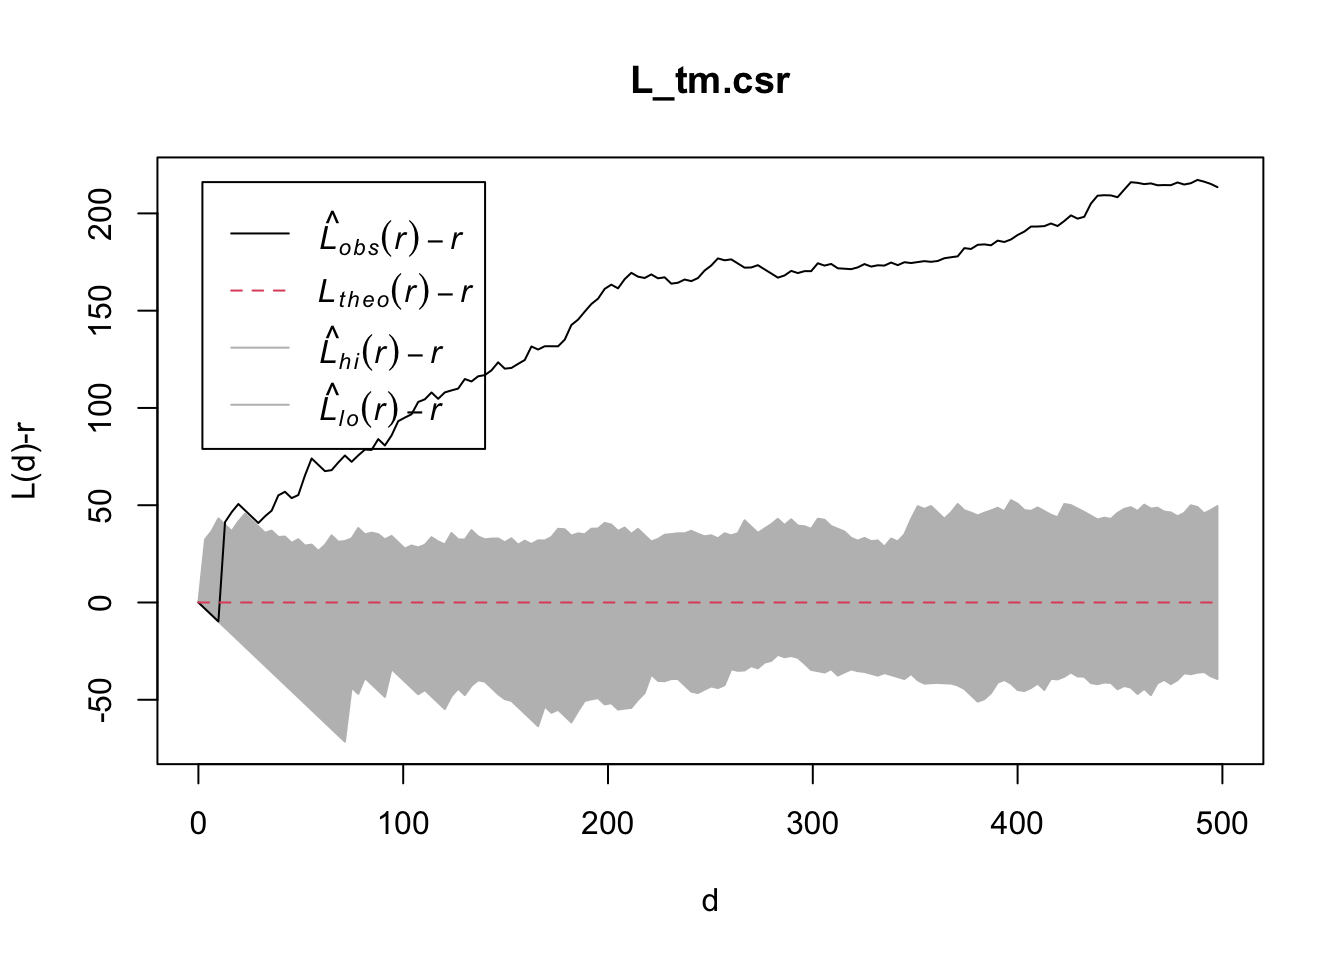 L_tm.csr
L̂obs(r) − r
Ltheo(r) − r
L̂hi(r) − r
L̂lo(r) − r
L(d)-r
200
150
100
50
0
-50
0 100 200 300 400 500
d